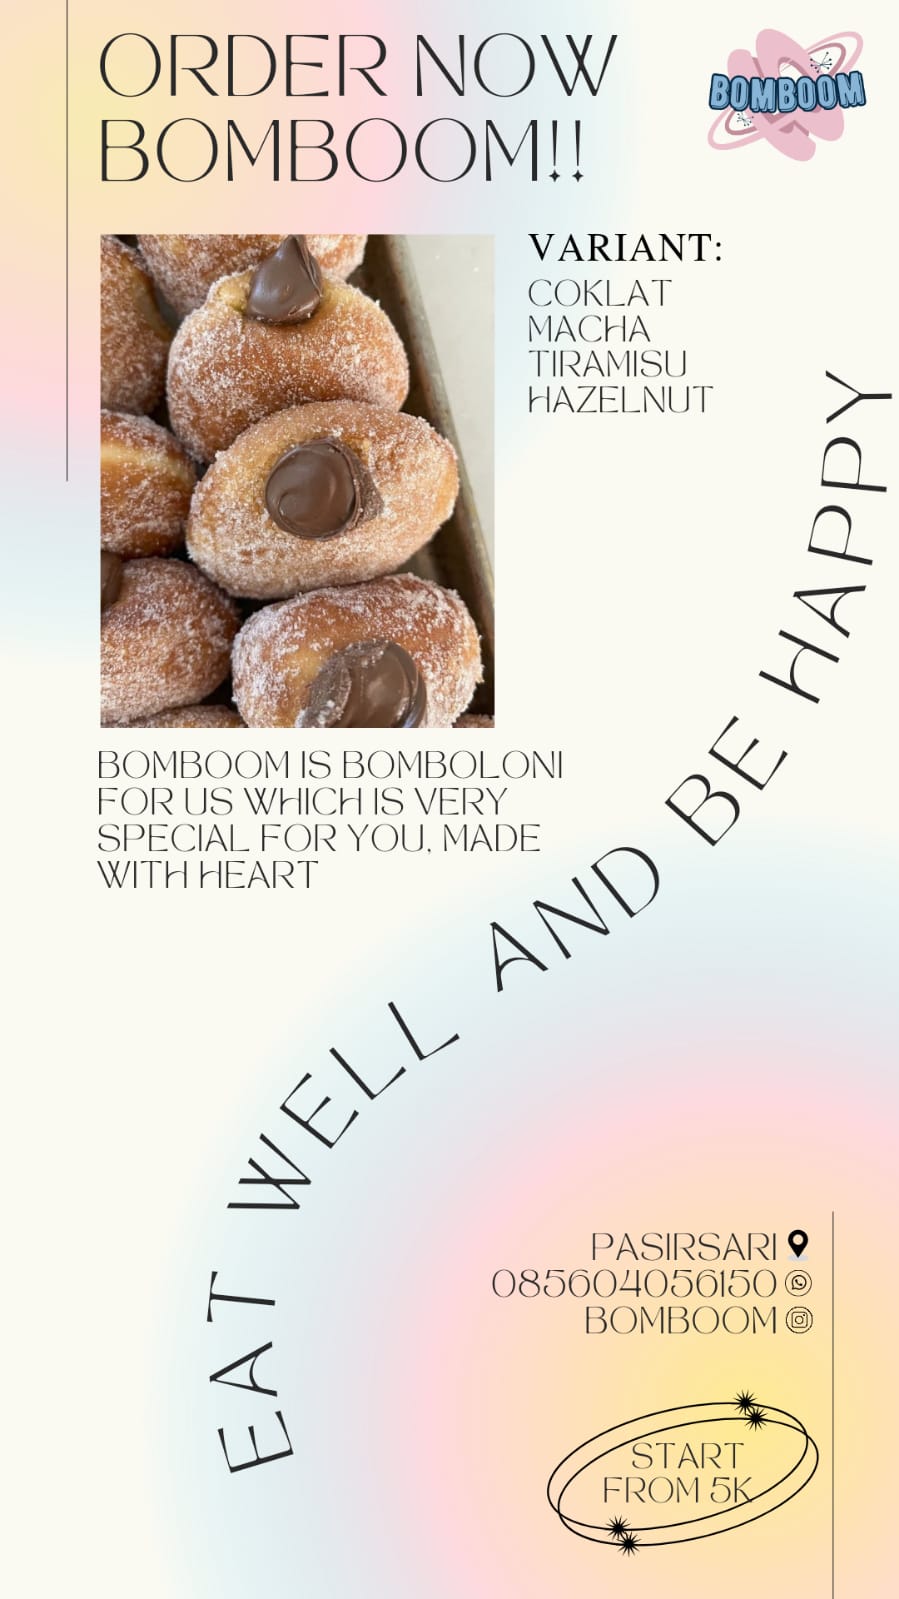 ORDER NOW
BOMBOOM!!
BOMBOOM
VARIANT:
COKLAT
MACHA
TIRAMISU
HAZELNUT
BOMBOOM IS BOMBOLONI
FOR US WHICH IS VERY
SPECIAL FOR YOU, MADE
WITH HEART
EAT WELL AND BE HAPPY
PASIRSARI
085604056150
BOMBOOM
START
FROM 5K